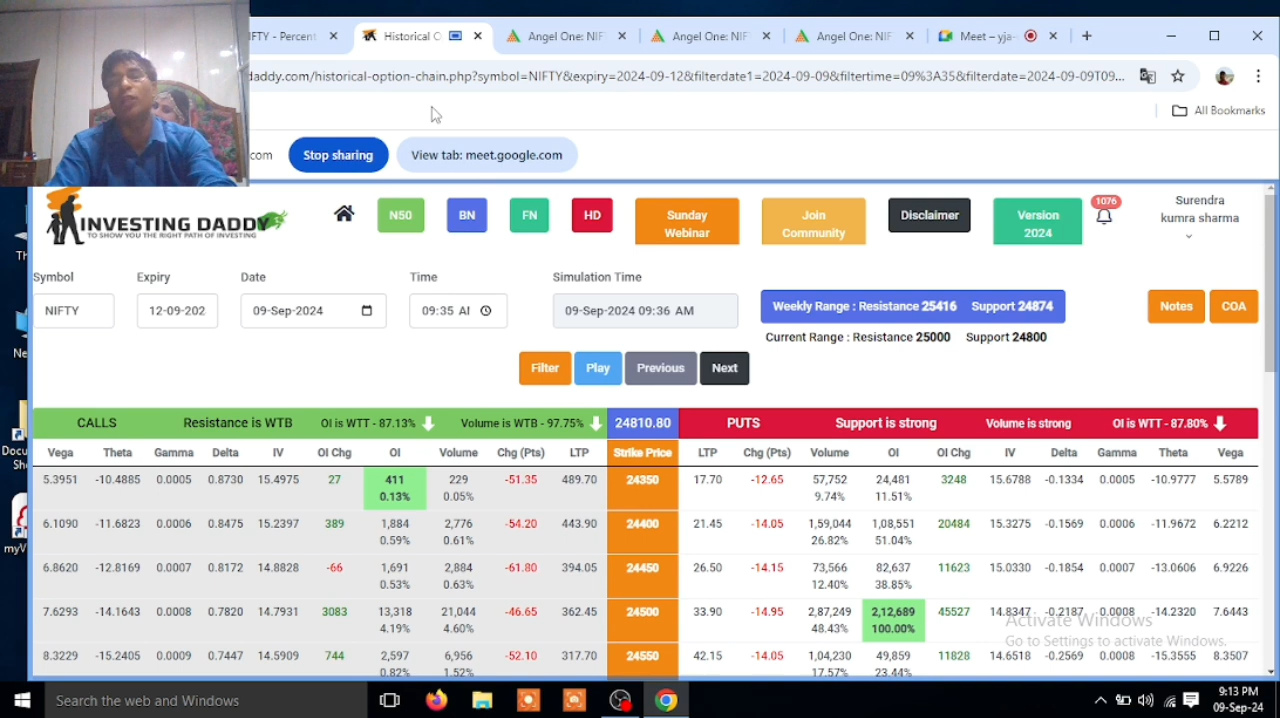 IFTY - Percent
Historical O
Angel One: NIF
Angel One: NIF
Angel One: NIF
Meet – yja-
daddy.com/historical-option-chain.php?symbol=NIFTY&expiry=2024-09-12&filterdate1=2024-09-09&filtertime=09%3A35&filterdate=2024-09-09T09...
All Bookmarks
com Stop sharing View tab: meet.google.com
INVESTING DADDY
TO SHOW YOU THE RIGHT PATH OF INVESTING
N50 BN FN HD Sunday Webinar Join Community Disclaimer Version 2024 1076 Surendra kumra sharma
Symbol Expiry Date Time Simulation Time
NIFTY 12-09-202 09-Sep-2024 09:35 AI 09-Sep-2024 09:36 AM Weekly Range : Resistance 25416 Support 24874 Notes COA
Current Range : Resistance 25000 Support 24800
Filter Play Previous Next
CALLS Resistance is WTB OI is WTT - 87.13% Volume is WTB - 97.75% 24810.80 PUTS Support is strong Volume is strong OI is WTT - 87.80%
Vega Theta Gamma Delta IV OI Chg OI Volume Chg (Pts) LTP Strike Price LTP Chg (Pts) Volume OI OI Chg IV Delta Gamma Theta Vega
5.3951 -10.4885 0.0005 0.8730 15.4975 27 411 229 -51.35 489.70 24350 17.70 -12.65 57,752 24,481 3248 15.6788 -0.1334 0.0005 -10.9777 5.5789
0.13% 0.05% 9.74% 11.51%
6.1090 -11.6823 0.0006 0.8475 15.2397 389 1,884 2,776 -54.20 443.90 24400 21.45 -14.05 1,59,044 1,08,551 20484 15.3275 -0.1569 0.0006 -11.9672 6.2212
0.59% 0.61% 26.82% 51.04%
6.8620 -12.8169 0.0007 0.8172 14.8828 -66 1,691 2,884 -61.80 394.05 24450 26.50 -14.15 73,566 82,637 11623 15.0330 -0.1854 0.0007 -13.0606 6.9226
0.53% 0.63% 12.40% 38.85%
7.6293 -14.1643 0.0008 0.7820 14.7931 3083 13,318 21,044 -46.65 362.45 24500 33.90 -14.95 2,87,249 2,12,689 45527 14.8347 -0.2187 0.0008 -14.2320 7.6443
4.19% 4.60% 48.43% 100.00%
Activate Windows
Go to Settings to activate Windows.
8.3229 -15.2405 0.0009 0.7447 14.5909 744 2,597 6,956 -52.10 317.70 24550 42.15 -14.05 1,04,230 49,859 11828 14.6518 -0.2569 0.0008 -15.3555 8.3507
0.82% 1.52% 17.57% 23.44%
Th
Ne
Docu
Sho
myV
Search the web and Windows
9:13 PM
09-Sep-24